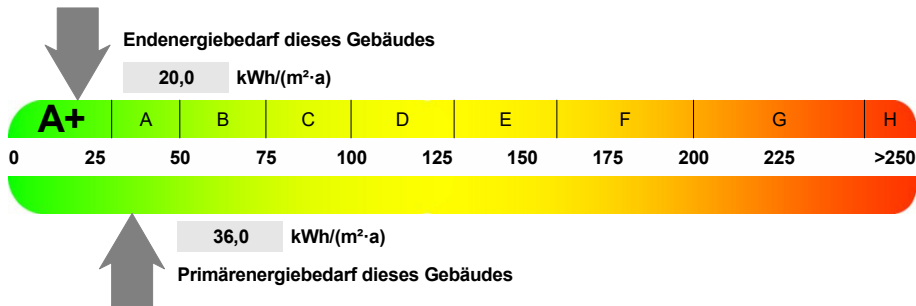 Endenergiebedarf dieses Gebäudes
20,0 kWh/(m²·a)
A+ A B C D E F G H
0 25 50 75 100 125 150 175 200 225 >250
36,0 kWh/(m²·a)
Primärenergiebedarf dieses Gebäudes